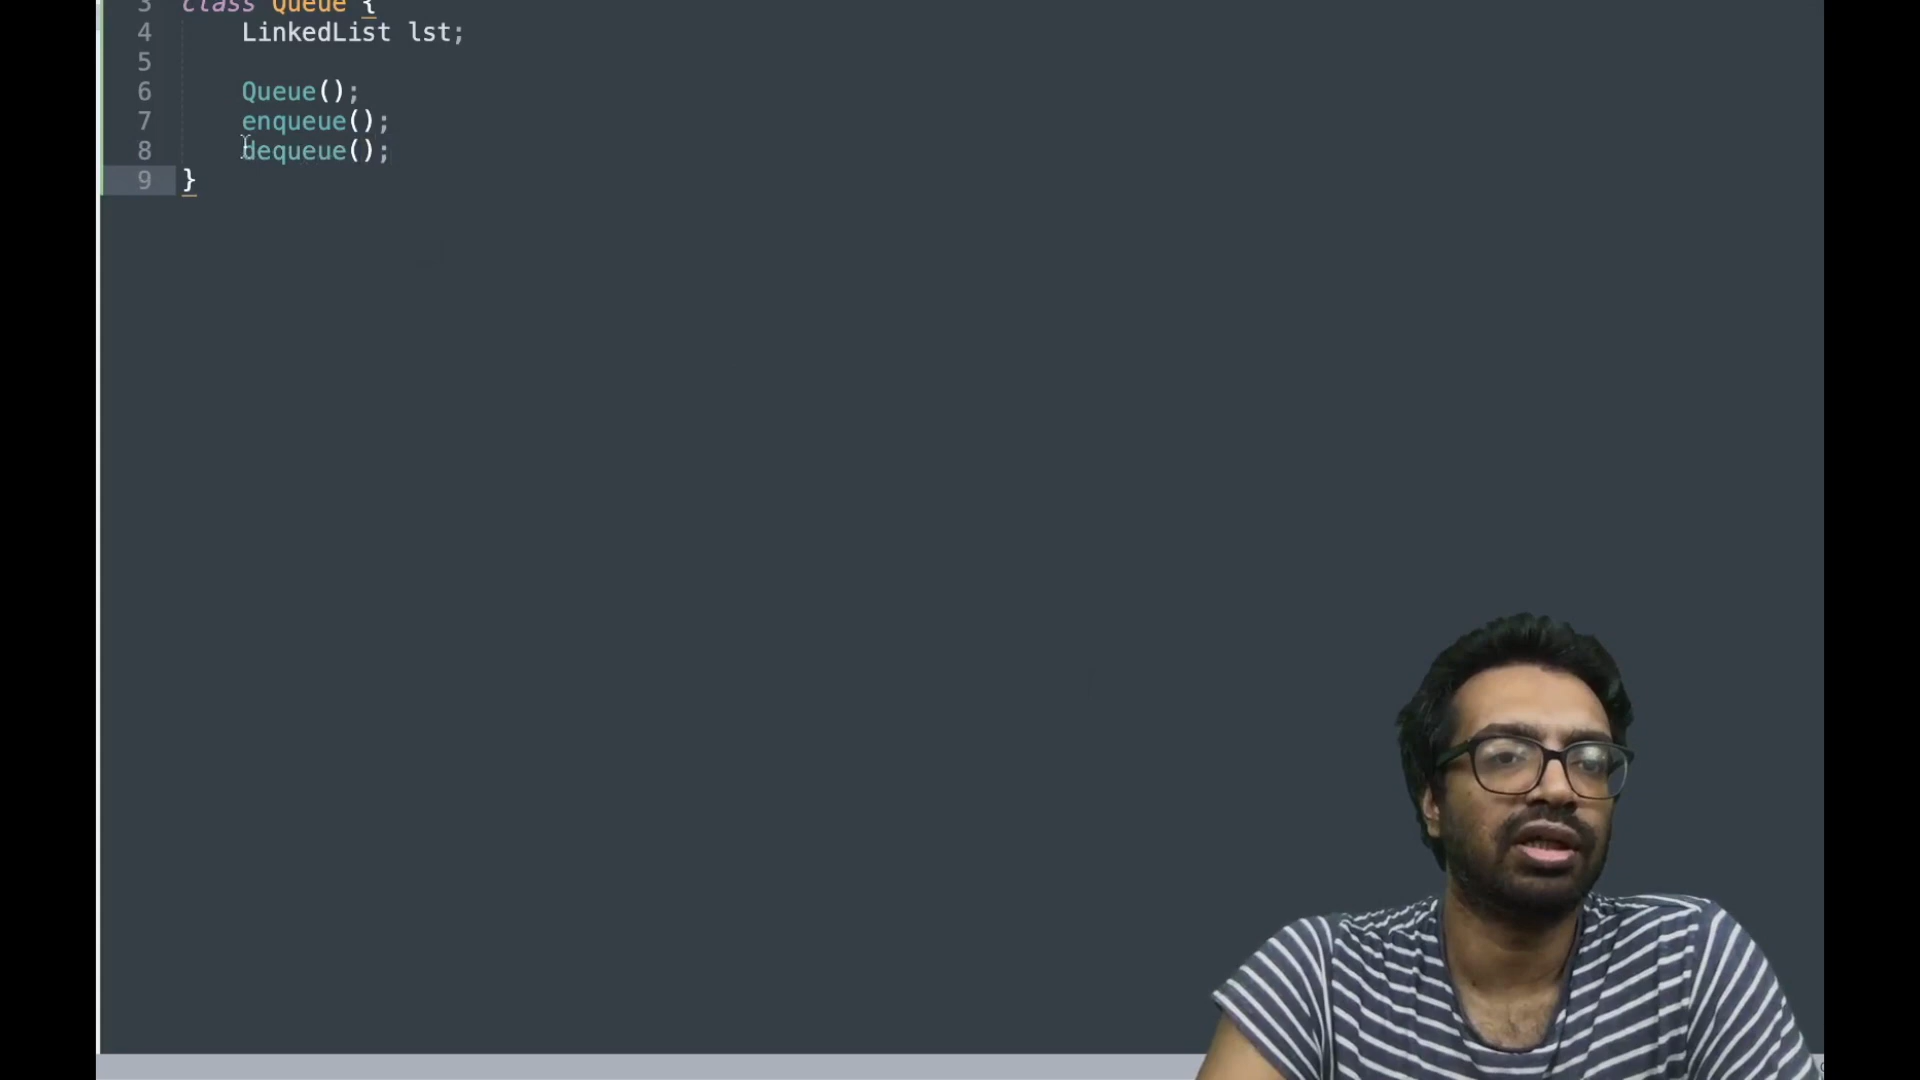 3 class Queue {
4 LinkedList lst;
5
6 Queue();
7 enqueue();
8 dequeue();
9 }